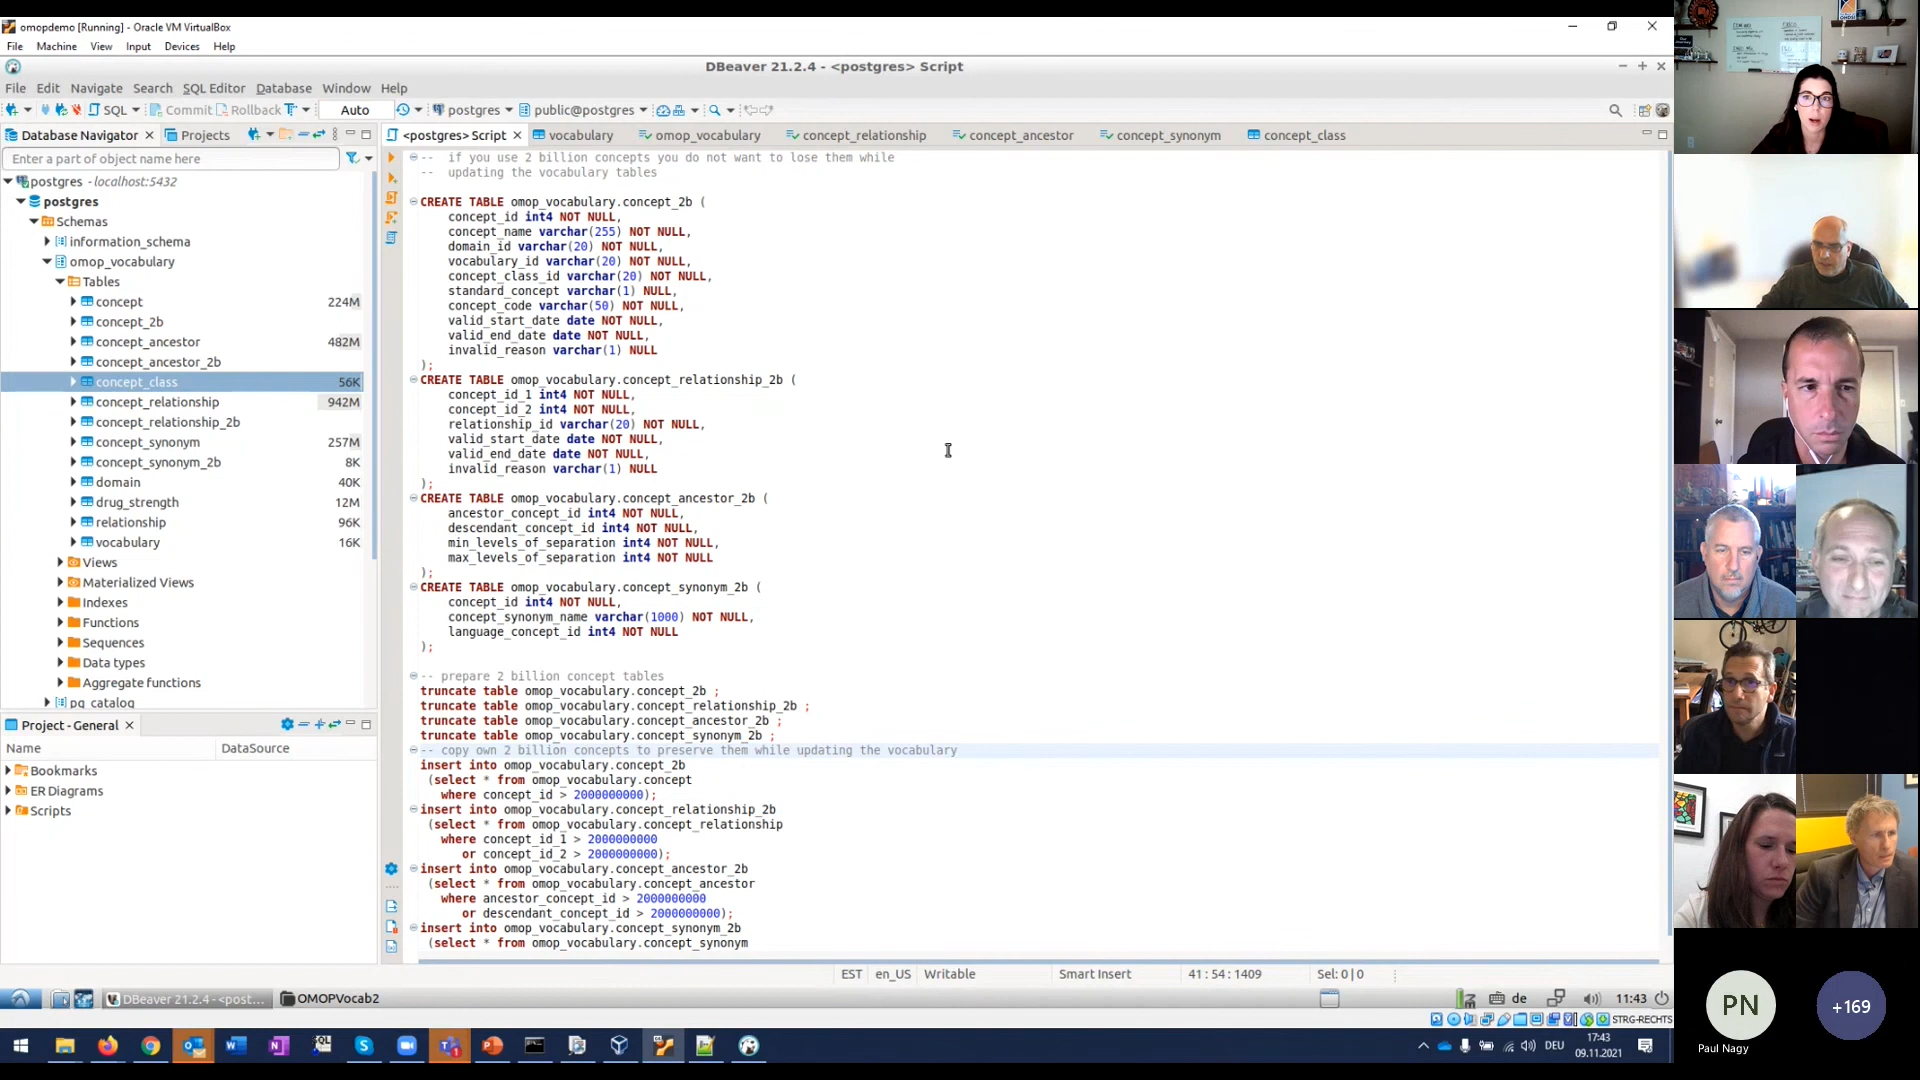 omopdemo [Running] - Oracle VM VirtualBox
File Machine View Input Devices Help
DBeaver 21.2.4 - <postgres> Script
File Edit Navigate Search SQL Editor Database Window Help
SQL Commit Rollback Auto postgres public@postgres
Database Navigator Projects
<postgres> Script vocabulary omop_vocabulary concept_relationship concept_ancestor concept_synonym concept_class
Enter a part of object name here
postgres - localhost:5432
postgres
Schemas
information_schema
omop_vocabulary
Tables
concept 224M
concept_2b
concept_ancestor 482M
concept_ancestor_2b
concept_class 56K
concept_relationship 942M
concept_relationship_2b
concept_synonym 257M
concept_synonym_2b 8K
domain 40K
drug_strength 12M
relationship 96K
vocabulary 16K
Views
Materialized Views
Indexes
Functions
Sequences
Data types
Aggregate functions
pg_catalog
Project - General
Name DataSource
Bookmarks
ER Diagrams
Scripts
-- if you use 2 billion concepts you do not want to lose them while
-- updating the vocabulary tables
CREATE TABLE omop_vocabulary.concept_2b (
concept_id int4 NOT NULL,
concept_name varchar(255) NOT NULL,
domain_id varchar(20) NOT NULL,
vocabulary_id varchar(20) NOT NULL,
concept_class_id varchar(20) NOT NULL,
standard_concept varchar(1) NULL,
concept_code varchar(50) NOT NULL,
valid_start_date date NOT NULL,
valid_end_date date NOT NULL,
invalid_reason varchar(1) NULL
);
CREATE TABLE omop_vocabulary.concept_relationship_2b (
concept_id_1 int4 NOT NULL,
concept_id_2 int4 NOT NULL,
relationship_id varchar(20) NOT NULL,
valid_start_date date NOT NULL,
valid_end_date date NOT NULL,
invalid_reason varchar(1) NULL
);
CREATE TABLE omop_vocabulary.concept_ancestor_2b (
ancestor_concept_id int4 NOT NULL,
descendant_concept_id int4 NOT NULL,
min_levels_of_separation int4 NOT NULL,
max_levels_of_separation int4 NOT NULL
);
CREATE TABLE omop_vocabulary.concept_synonym_2b (
concept_id int4 NOT NULL,
concept_synonym_name varchar(1000) NOT NULL,
language_concept_id int4 NOT NULL
);
-- prepare 2 billion concept tables
truncate table omop_vocabulary.concept_2b ;
truncate table omop_vocabulary.concept_relationship_2b ;
truncate table omop_vocabulary.concept_ancestor_2b ;
truncate table omop_vocabulary.concept_synonym_2b ;
-- copy own 2 billion concepts to preserve them while updating the vocabulary
insert into omop_vocabulary.concept_2b
(select * from omop_vocabulary.concept
where concept_id > 2000000000);
insert into omop_vocabulary.concept_relationship_2b
(select * from omop_vocabulary.concept_relationship
where concept_id_1 > 2000000000
or concept_id_2 > 2000000000);
insert into omop_vocabulary.concept_ancestor_2b
(select * from omop_vocabulary.concept_ancestor
where ancestor_concept_id > 2000000000
or descendant_concept_id > 2000000000);
insert into omop_vocabulary.concept_synonym_2b
(select * from omop_vocabulary.concept_synonym
EST en_US Writable Smart Insert 41 : 54 : 1409 Sel: 0 | 0
DBeaver 21.2.4 - <post... OMOPVocab2 de 11:43
STRG-RECHTS
DEU 17:43
09.11.2021
PN
Paul Nagy
+169